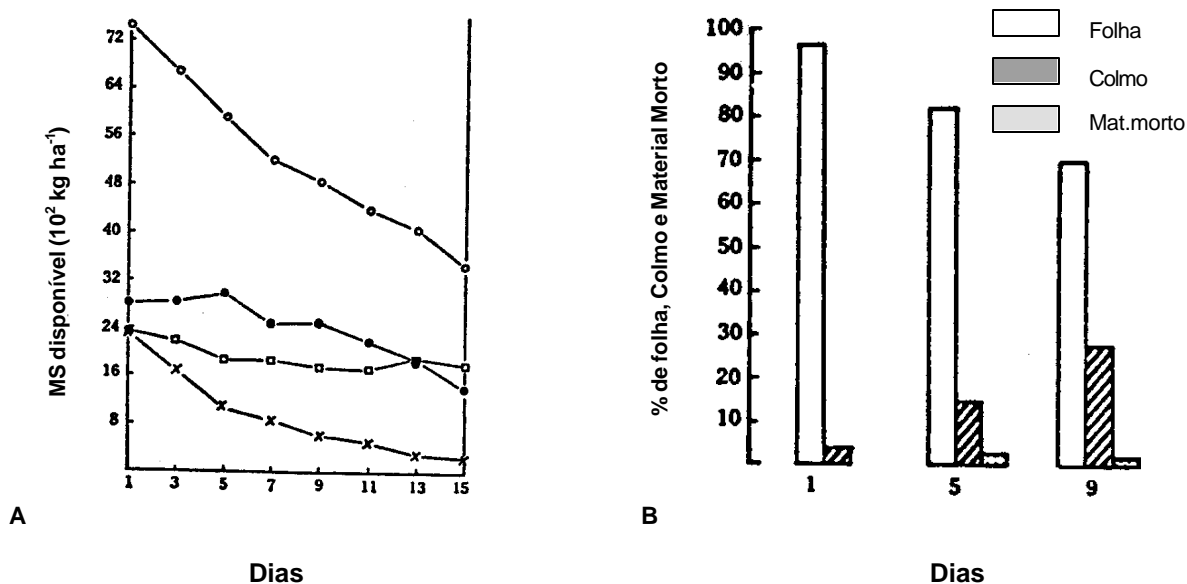 72
64
56
48
40
32
24
16
8
1 3 5 7 9 11 13 15
MS disponível (10² kg ha⁻¹)
A
Dias
100
90
80
70
60
50
40
30
20
10
1 5 9
% de folha, Colmo e Material Morto
Folha
Colmo
Mat.morto
B
Dias